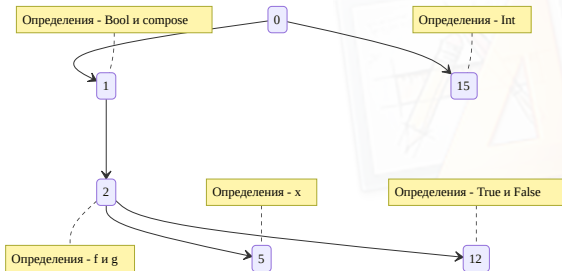 Определения - Bool и compose
0
Определения - Int
1
15
2
Определения - x
Определения - True и False
Определения - f и g
5
12